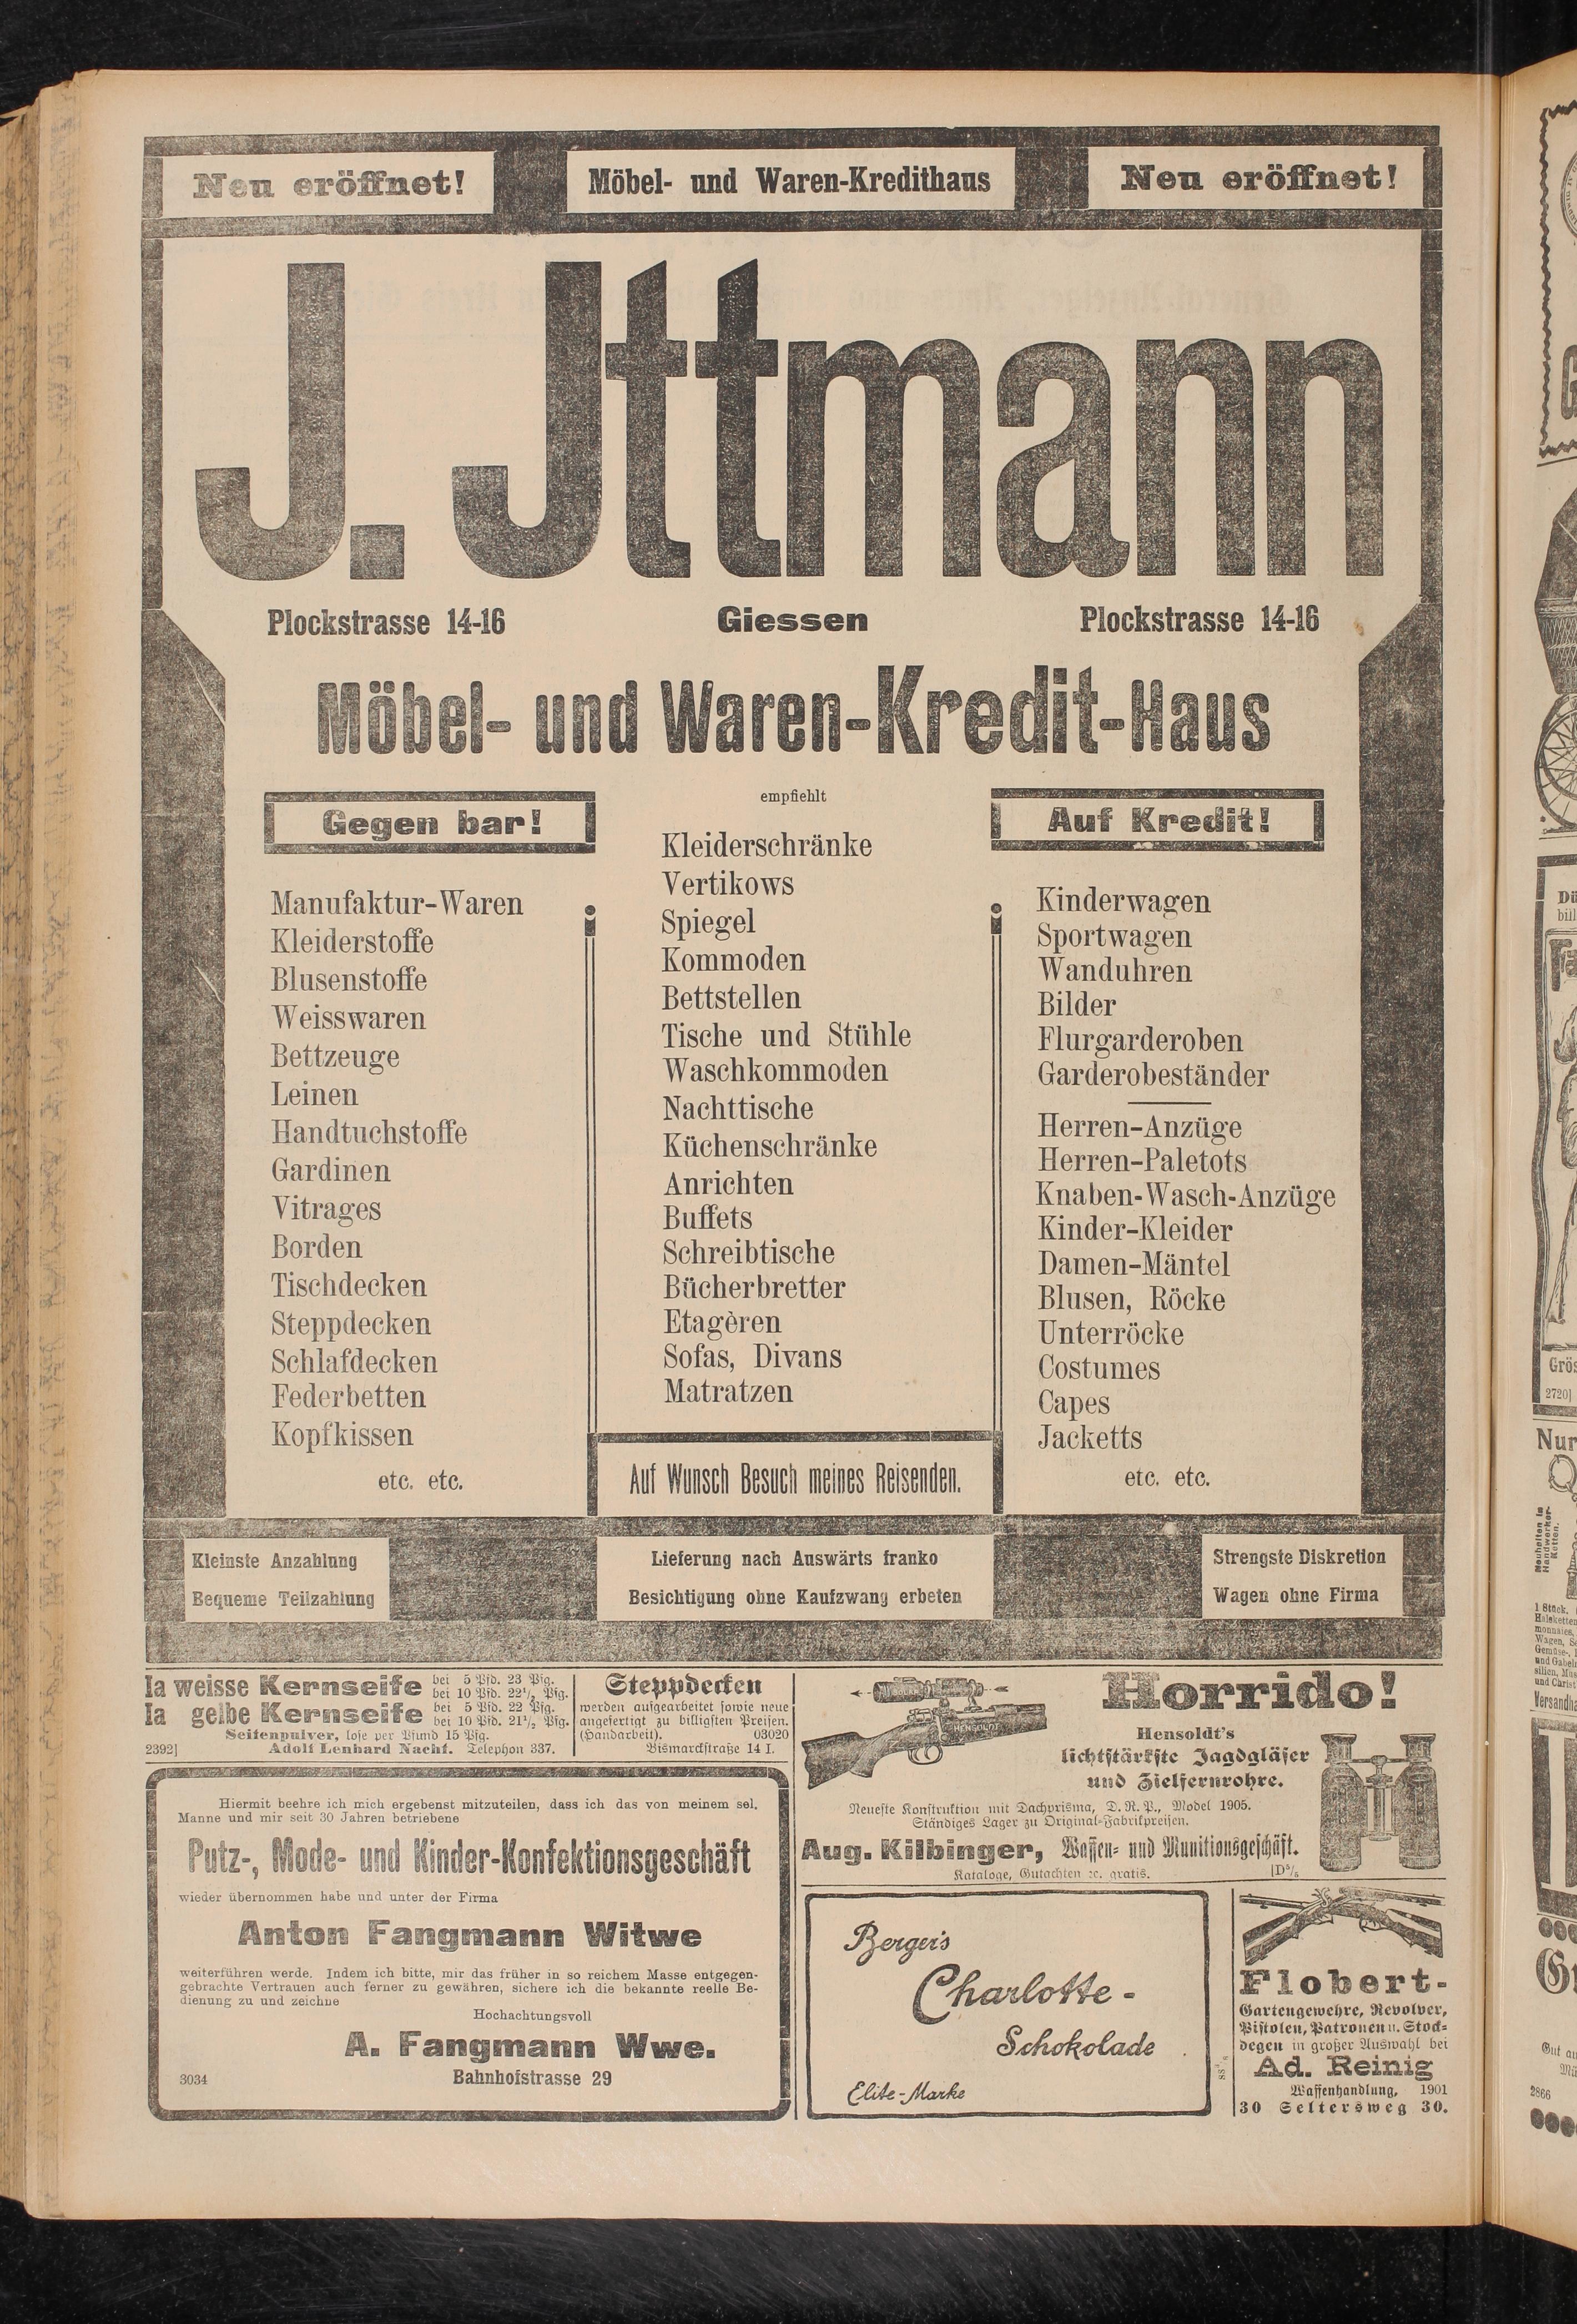 Neu eröffnet!
Möbel- und Waren-Kredithaus
Neu eröffnet!
J. Jttmann
Plockstrasse 14-16
Giessen
Plockstrasse 14-16
Möbel- und Waren-Kredit-Haus
Gegen bar!
Manufaktur-Waren
Kleiderstoffe
Blusenstoffe
Weisswaren
Bettzeuge
Leinen
Handtuchstoffe
Gardinen
Vitrages
Borden
Tischdecken
Steppdecken
Schlafdecken
Federbetten
Kopfkissen
etc. etc.
empfiehlt
Kleiderschränke
Vertikows
Spiegel
Kommoden
Bettstellen
Tische und Stühle
Waschkommoden
Nachttische
Küchenschränke
Anrichten
Buffets
Schreibtische
Bücherbretter
Etagèren
Sofas, Divans
Matratzen
Auf Wunsch Besuch meines Reisenden.
Auf Kredit!
Kinderwagen
Sportwagen
Wanduhren
Bilder
Flurgarderoben
Garderobeständer
Herren-Anzüge
Herren-Paletots
Knaben-Wasch-Anzüge
Kinder-Kleider
Damen-Mäntel
Blusen, Röcke
Unterröcke
Costumes
Capes
Jacketts
etc. etc.
Kleinste Anzahlung
Bequeme Teilzahlung
Lieferung nach Auswärts franko
Besichtigung ohne Kaufzwang erbeten
Strengste Diskretion
Wagen ohne Firma
Ia weisse Kernseife bei 5 Pfd. 23 Pfg.
bei 10 Pfd. 22½ Pfg.
Ia gelbe Kernseife bei 5 Pfd. 22 Pfg.
bei 10 Pfd. 21½ Pfg.
Seifenpulver, lose per Pfund 15 Pfg.
2392] Adolf Lenhard Nachf. Telephon 337.
Steppdecken
werden aufgearbeitet sowie neue
angefertigt zu billigsten Preisen.
(Handarbeit). 03020
Bismarckstraße 14 I.
Hiermit beehre ich mich ergebenst mitzuteilen, dass ich das von meinem sel.
Manne und mir seit 30 Jahren betriebene
Putz-, Mode- und Kinder-Konfektionsgeschäft
wieder übernommen habe und unter der Firma
Anton Fangmann Witwe
weiterführen werde. Indem ich bitte, mir das früher in so reichem Masse entgegen-
gebrachte Vertrauen auch ferner zu gewähren, sichere ich die bekannte reelle Be-
dienung zu und zeichne
Hochachtungsvoll
A. Fangmann Wwe.
3034 Bahnhofstrasse 29
HENSOLDT
Horrido!
Hensoldt's
lichtstärkste Jagdgläser
und Zielfernrohre.
Neueste Konstruktion mit Dachprisma, D. R. P., Model 1905.
Ständiges Lager zu Original-Fabrikpreisen.
Aug. Kilbinger, Waffen- und Munitionsgeschäft.
Kataloge, Gutachten ꝛc. gratis.
Berger's
Charlotte-
Schokolade
Elite-Marke
Flobert-
Gartengewehre, Revolver,
Pistolen, Patronen u. Stock-
degen in großer Auswahl bei
Ad. Reinig
Waffenhandlung, 1901
30 Seltersweg 30.
2720]
Nur
2866